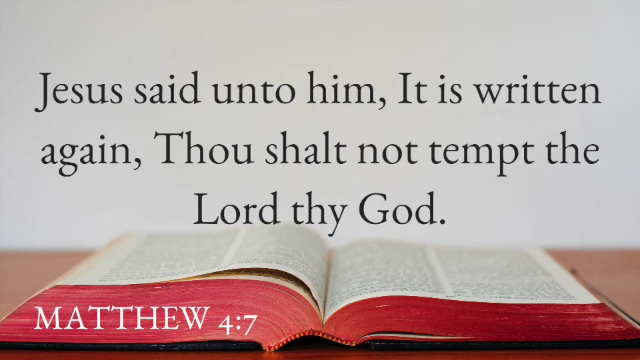 Jesus said unto him, It is written
again, Thou shalt not tempt the
Lord thy God.
MATTHEW 4:7